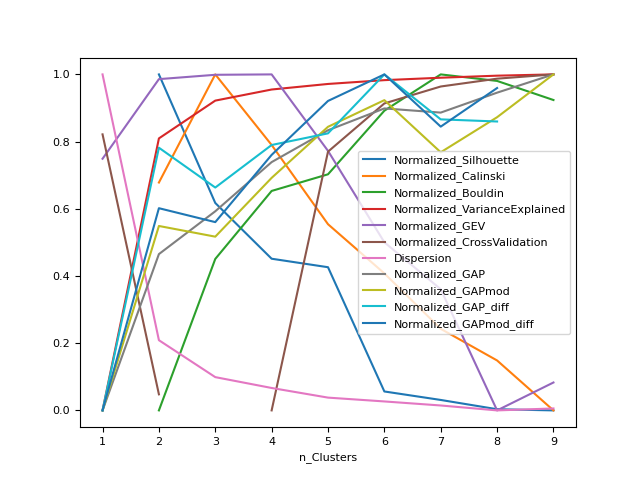 1.0
0.8
0.6
0.4
0.2
0.0
Normalized_Silhouette
Normalized_Calinski
Normalized_Bouldin
Normalized_VarianceExplained
Normalized_GEV
Normalized_CrossValidation
Dispersion
Normalized_GAP
Normalized_GAPmod
Normalized_GAP_diff
Normalized_GAPmod_diff
1 2 3 4 5 6 7 8 9
n_Clusters